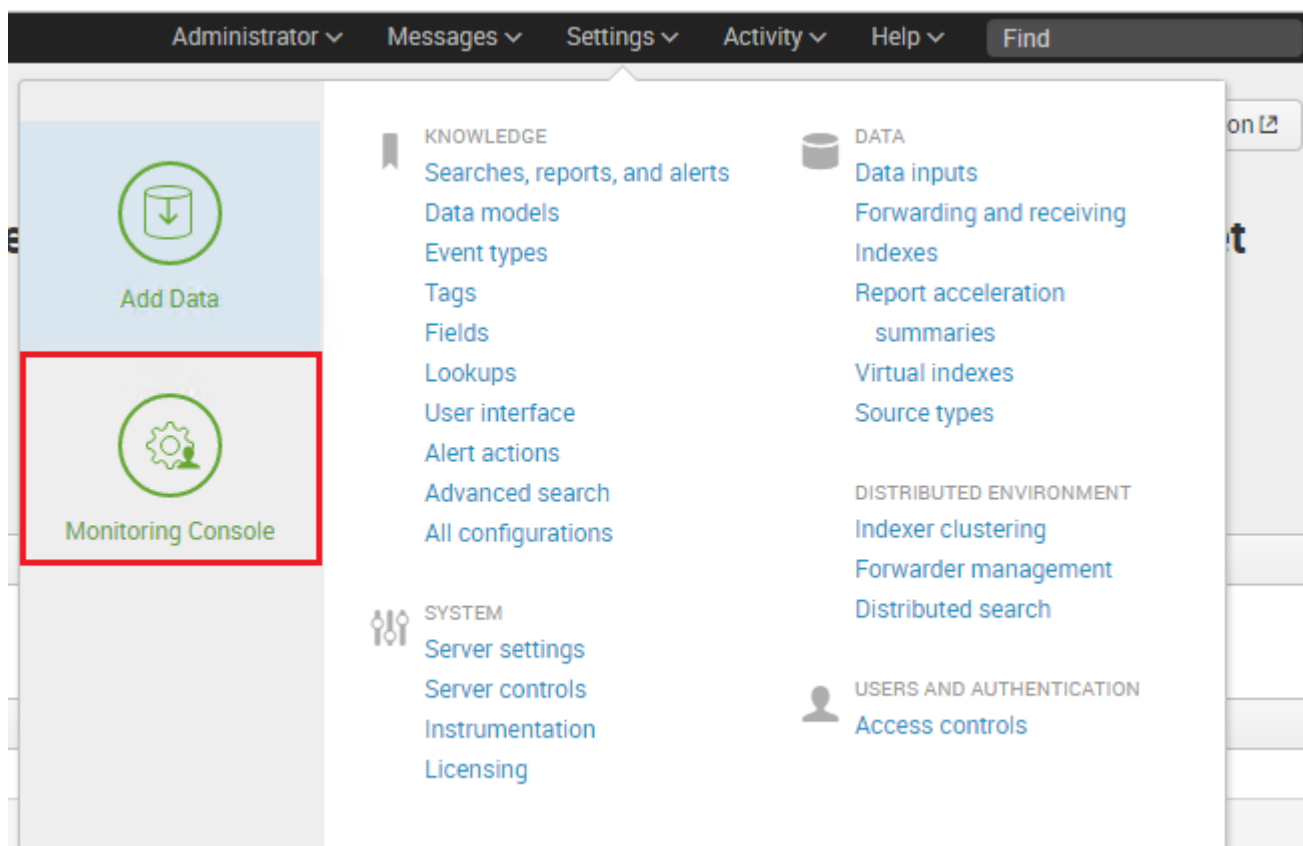 Administrator Messages Settings Activity Help Find
on
Add Data
Monitoring Console
KNOWLEDGE
Searches, reports, and alerts
Data models
Event types
Tags
Fields
Lookups
User interface
Alert actions
Advanced search
All configurations
SYSTEM
Server settings
Server controls
Instrumentation
Licensing
DATA
Data inputs
Forwarding and receiving
Indexes
Report acceleration
summaries
Virtual indexes
Source types
DISTRIBUTED ENVIRONMENT
Indexer clustering
Forwarder management
Distributed search
USERS AND AUTHENTICATION
Access controls